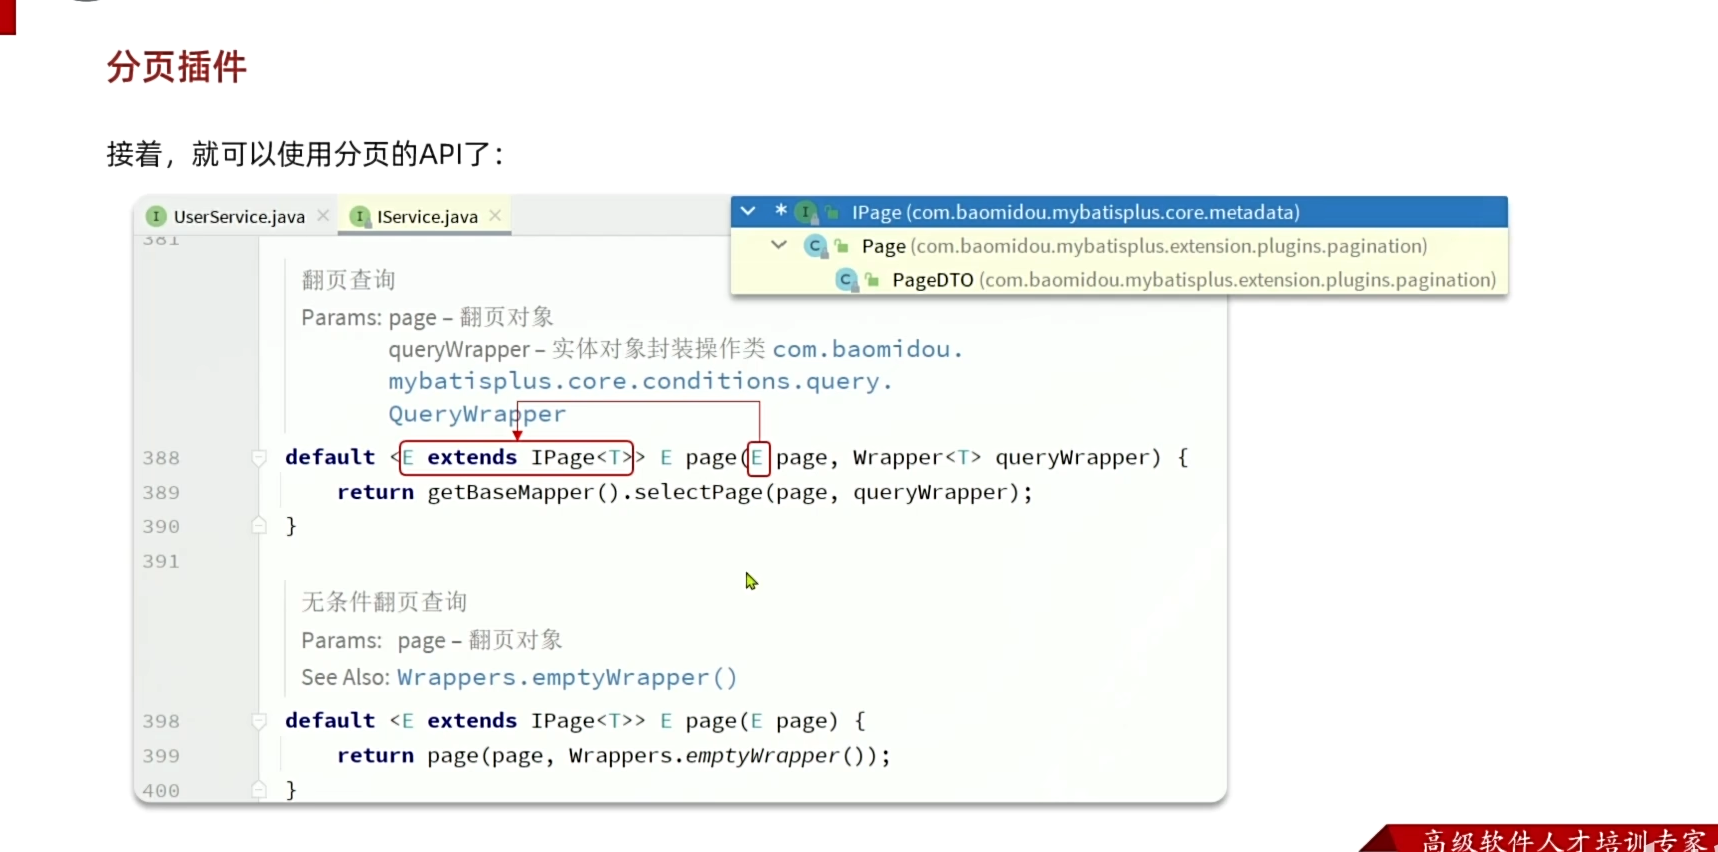 分页插件
接着，就可以使用分页的API了：
UserService.java
IService.java
IPage (com.baomidou.mybatisplus.core.metadata)
Page (com.baomidou.mybatisplus.extension.plugins.pagination)
PageDTO (com.baomidou.mybatisplus.extension.plugins.pagination)
381
翻页查询
Params: page – 翻页对象
queryWrapper – 实体对象封装操作类 com.baomidou.
mybatisplus.core.conditions.query.
QueryWrapper
388 default <E extends IPage<T>> E page(E page, Wrapper<T> queryWrapper) {
389 return getBaseMapper().selectPage(page, queryWrapper);
390 }
391
无条件翻页查询
Params: page – 翻页对象
See Also: Wrappers.emptyWrapper()
398 default <E extends IPage<T>> E page(E page) {
399 return page(page, Wrappers.emptyWrapper());
400 }
高级软件人才培训专家